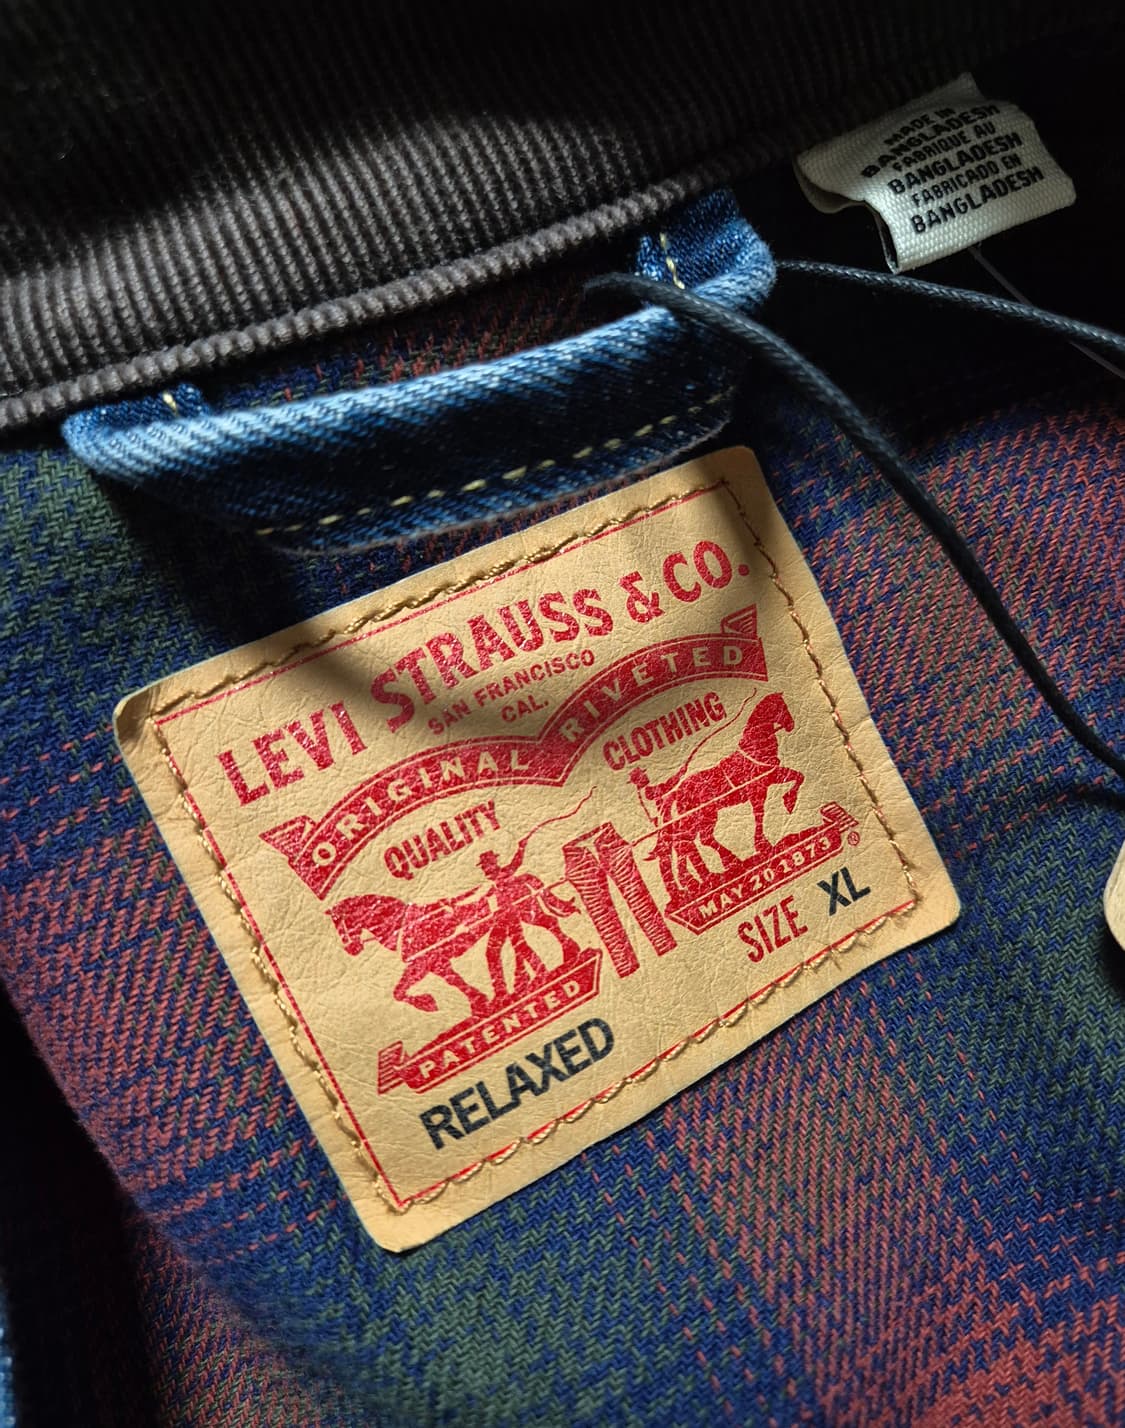 MADE IN
BANGLADESH
FABRIQUE AU
BANGLADESH
FABRICADO EN
BANGLADESH
LEVI STRAUSS & CO.
SAN FRANCISCO
CAL.
ORIGINAL RIVETED
QUALITY CLOTHING
PATENTED MAY 20 1873 ®
SIZE XL
RELAXED